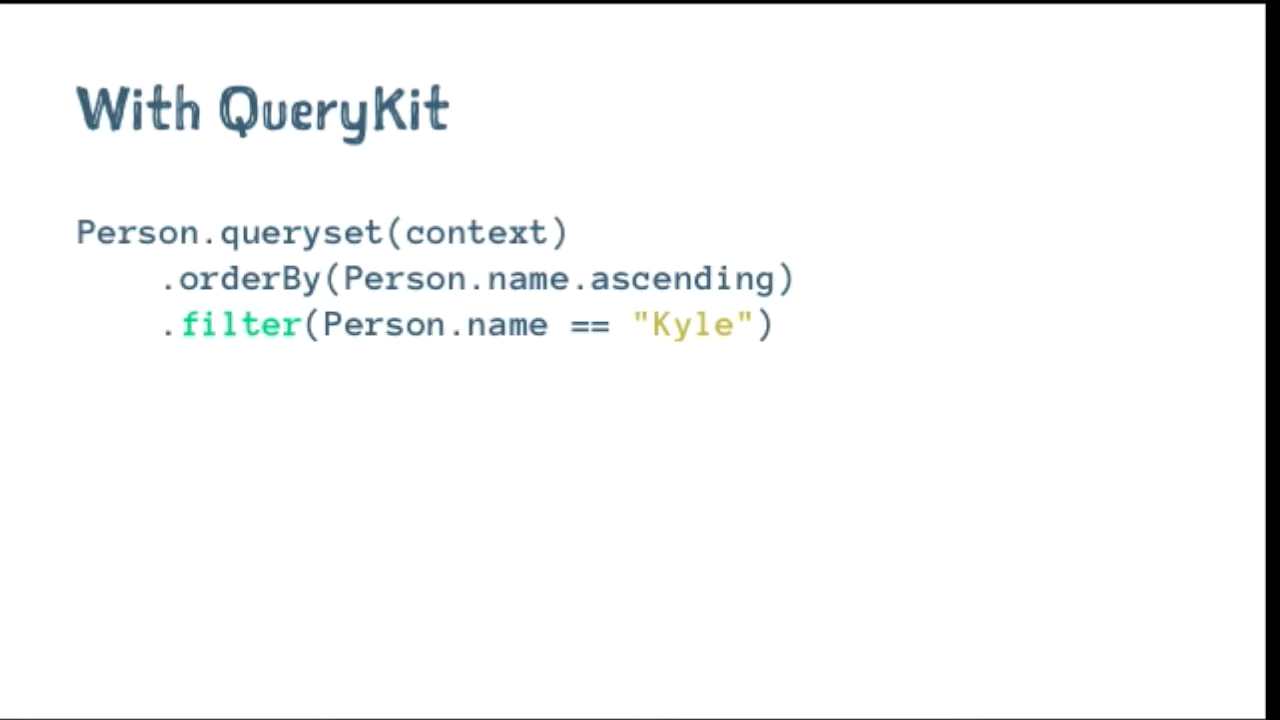 With QueryKit
Person.queryset(context)
    .orderBy(Person.name.ascending)
    .filter(Person.name == "Kyle")